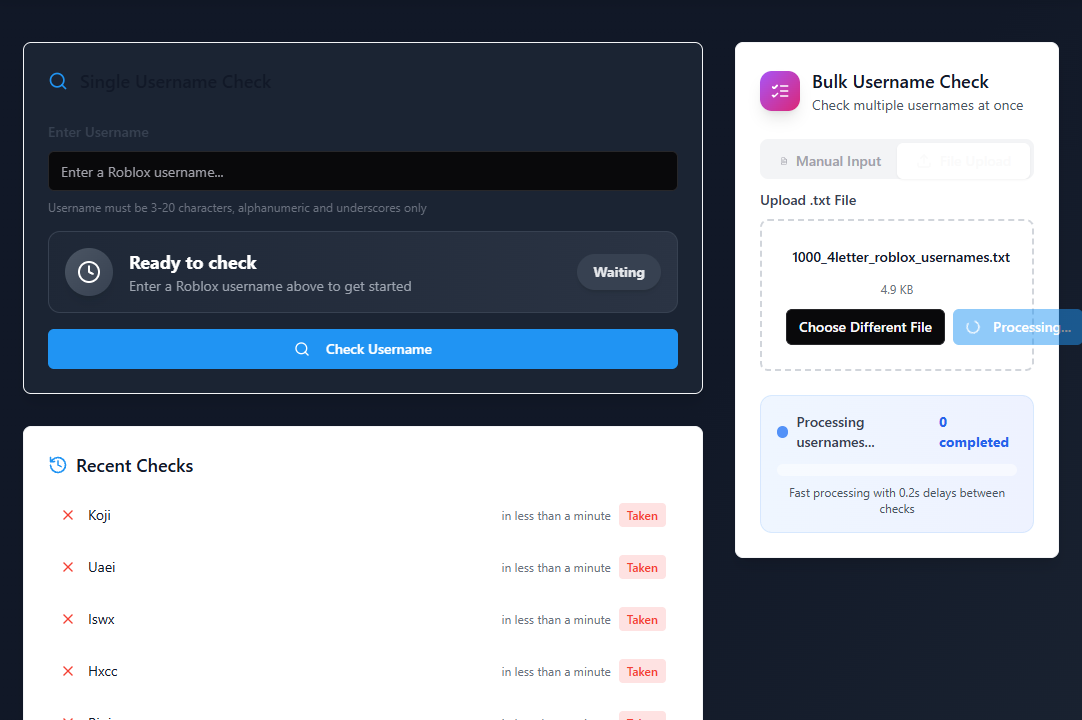 Single Username Check
Enter Username
Enter a Roblox username...
Username must be 3-20 characters, alphanumeric and underscores only
Ready to check
Enter a Roblox username above to get started
Waiting
Check Username
Recent Checks
Koji
in less than a minute
Taken
Uaei
in less than a minute
Taken
Iswx
in less than a minute
Taken
Hxcc
in less than a minute
Taken
Bulk Username Check
Check multiple usernames at once
Manual Input
File Upload
Upload .txt File
1000_4letter_roblox_usernames.txt
4.9 KB
Choose Different File
Processing...
Processing
usernames...
0
completed
Fast processing with 0.2s delays between
checks